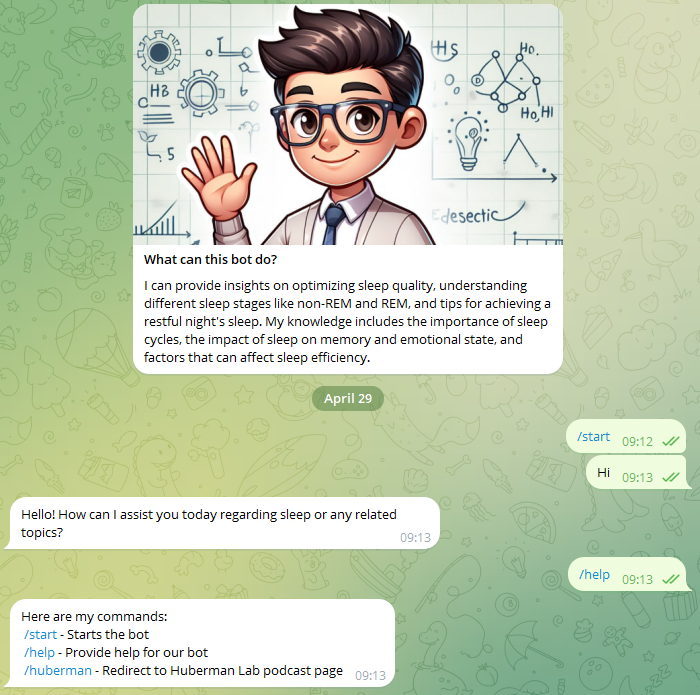 HS
Ho.
HB
b
C
Ho, HI
5
Edesectic
What can this bot do?
I can provide insights on optimizing sleep quality, understanding
different sleep stages like non-REM and REM, and tips for achieving a
restful night's sleep. My knowledge includes the importance of sleep
cycles, the impact of sleep on memory and emotional state, and
factors that can affect sleep efficiency.
April 29
/start 09:12
Hi 09:13
Hello! How can I assist you today regarding sleep or any related
topics?
09:13
/help 09:13
Here are my commands:
/start - Starts the bot
/help - Provide help for our bot
/huberman - Redirect to Huberman Lab podcast page 09:13